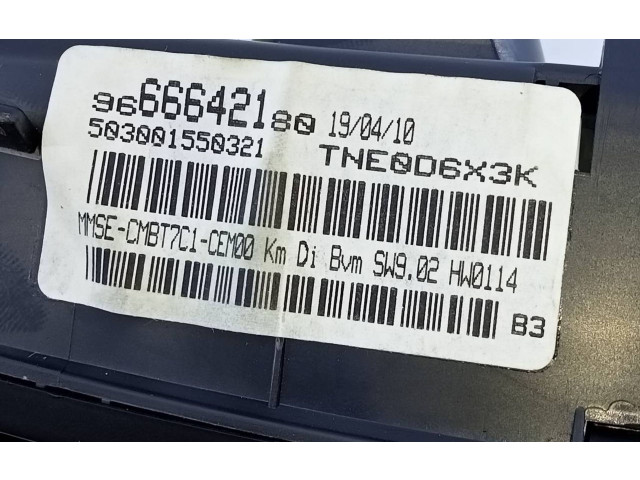 9666642180 19/04/10
503001550321 TNE0D6X3K
MMSE-CMBT7C1-CEM00 Km Di Bvm SW9.02 HW0114
B3